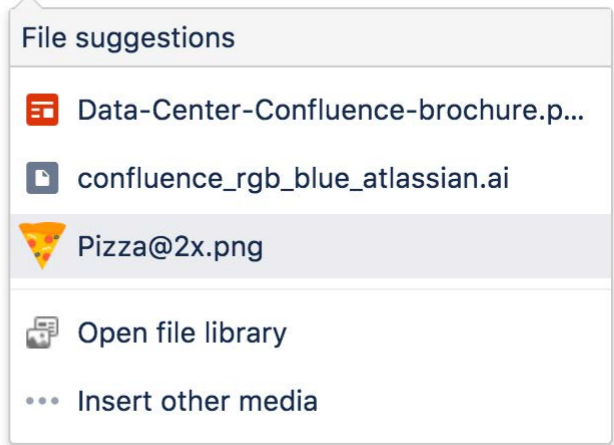 File suggestions
Data-Center-Confluence-brochure.p...
confluence_rgb_blue_atlassian.ai
Pizza@2x.png
Open file library
Insert other media